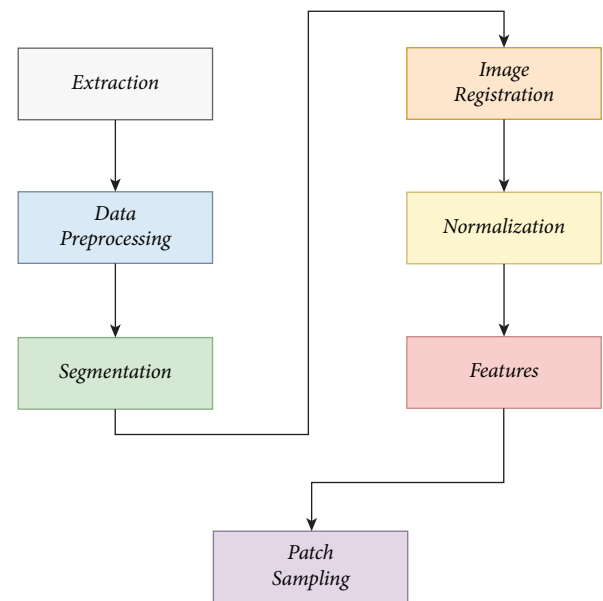 Extraction
Data
Preprocessing
Segmentation
Image
Registration
Normalization
Features
Patch
Sampling